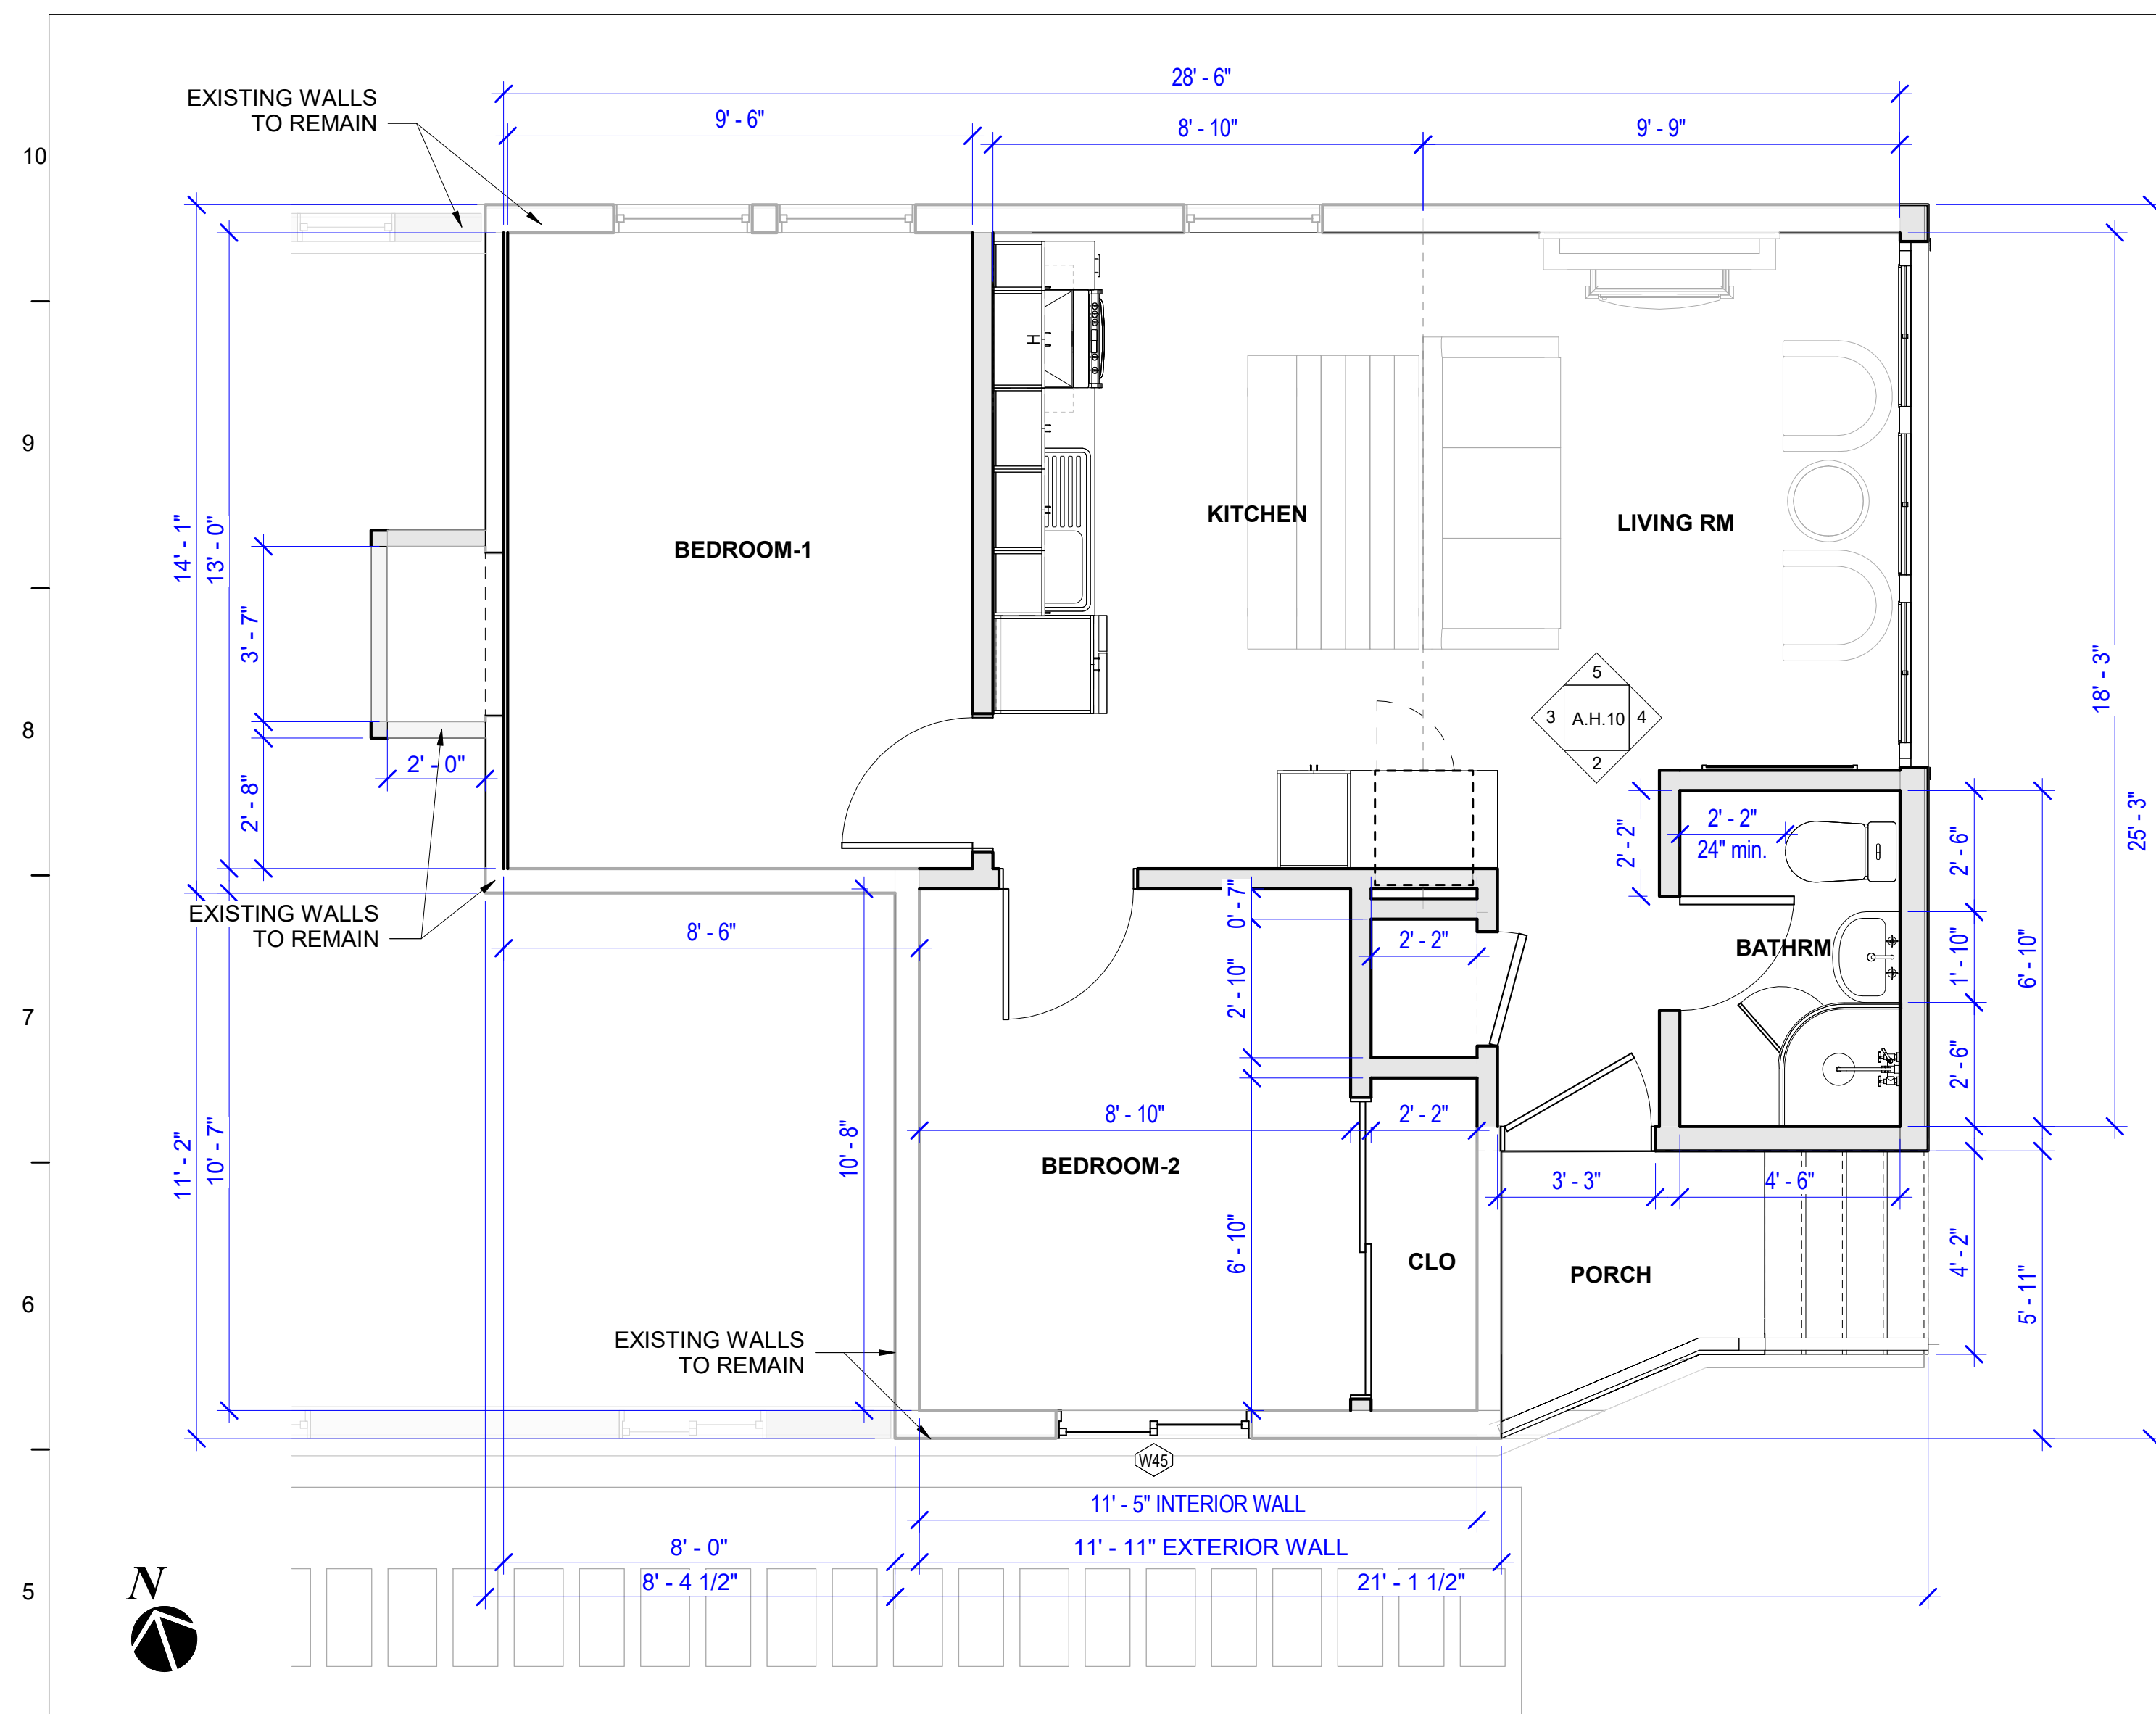 28' - 6"
EXISTING WALLS
TO REMAIN
9' - 6"
8' - 10"
9' - 9"
10
9
8
7
6
5
14' - 1"
13' - 0"
3' - 7"
2' - 8"
2' - 0"
BEDROOM-1
H
KITCHEN
LIVING RM
5
3
A.H.10
4
2
18' - 3"
25' - 3"
EXISTING WALLS
TO REMAIN
8' - 6"
0' - 7"
2' - 2"
2' - 10"
2' - 2"
2' - 2"
24" min.
BATHRM
2' - 6"
1' - 10"
2' - 6"
6' - 10"
11' - 2"
10' - 7"
10' - 8"
8' - 10"
2' - 2"
BEDROOM-2
6' - 10"
CLO
3' - 3"
4' - 6"
PORCH
4' - 2"
5' - 11"
EXISTING WALLS
TO REMAIN
W45
11' - 5" INTERIOR WALL
8' - 0"
11' - 11" EXTERIOR WALL
8' - 4 1/2"
21' - 1 1/2"
N